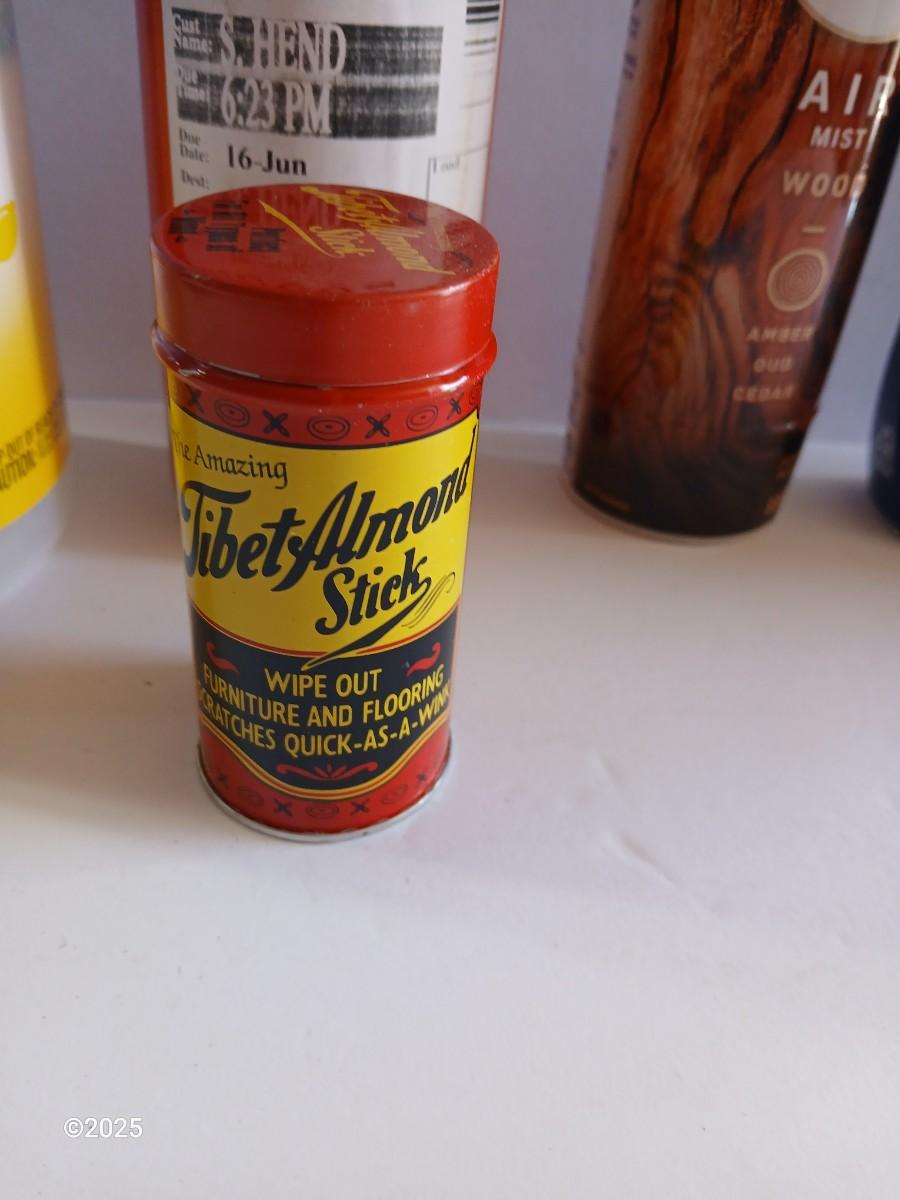 Cust
Name: S. HEND
Due
Time: 6:23 PM
Due
Date: 16-Jun
Dest:
AIR
MIST
WOOD
AMBER
OUD
CEDAR
Tibet Almond
Stick
The Amazing
Tibet Almond
Stick
WIPE OUT
FURNITURE AND FLOORING
SCRATCHES QUICK-AS-A-WINK
©2025